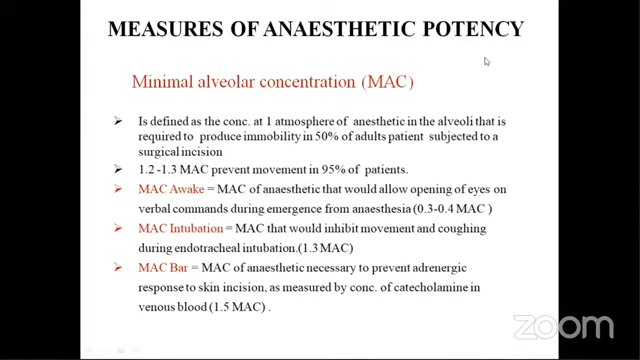 MEASURES OF ANAESTHETIC POTENCY
Minimal alveolar concentration (MAC)
➢ Is defined as the conc. at 1 atmosphere of anesthetic in the alveoli that is
required to produce immobility in 50% of adults patient subjected to a
surgical incision
➢ 1.2 -1.3 MAC prevent movement in 95% of patients.
➢ MAC Awake = MAC of anaesthetic that would allow opening of eyes on
verbal commands during emergence from anaesthesia (0.3-0.4 MAC )
➢ MAC Intubation = MAC that would inhibit movement and coughing
during endotracheal intubation.(1.3 MAC)
➢ MAC Bar = MAC of anaesthetic necessary to prevent adrenergic
response to skin incision, as measured by conc. of catecholamine in
venous blood (1.5 MAC) .
zoom